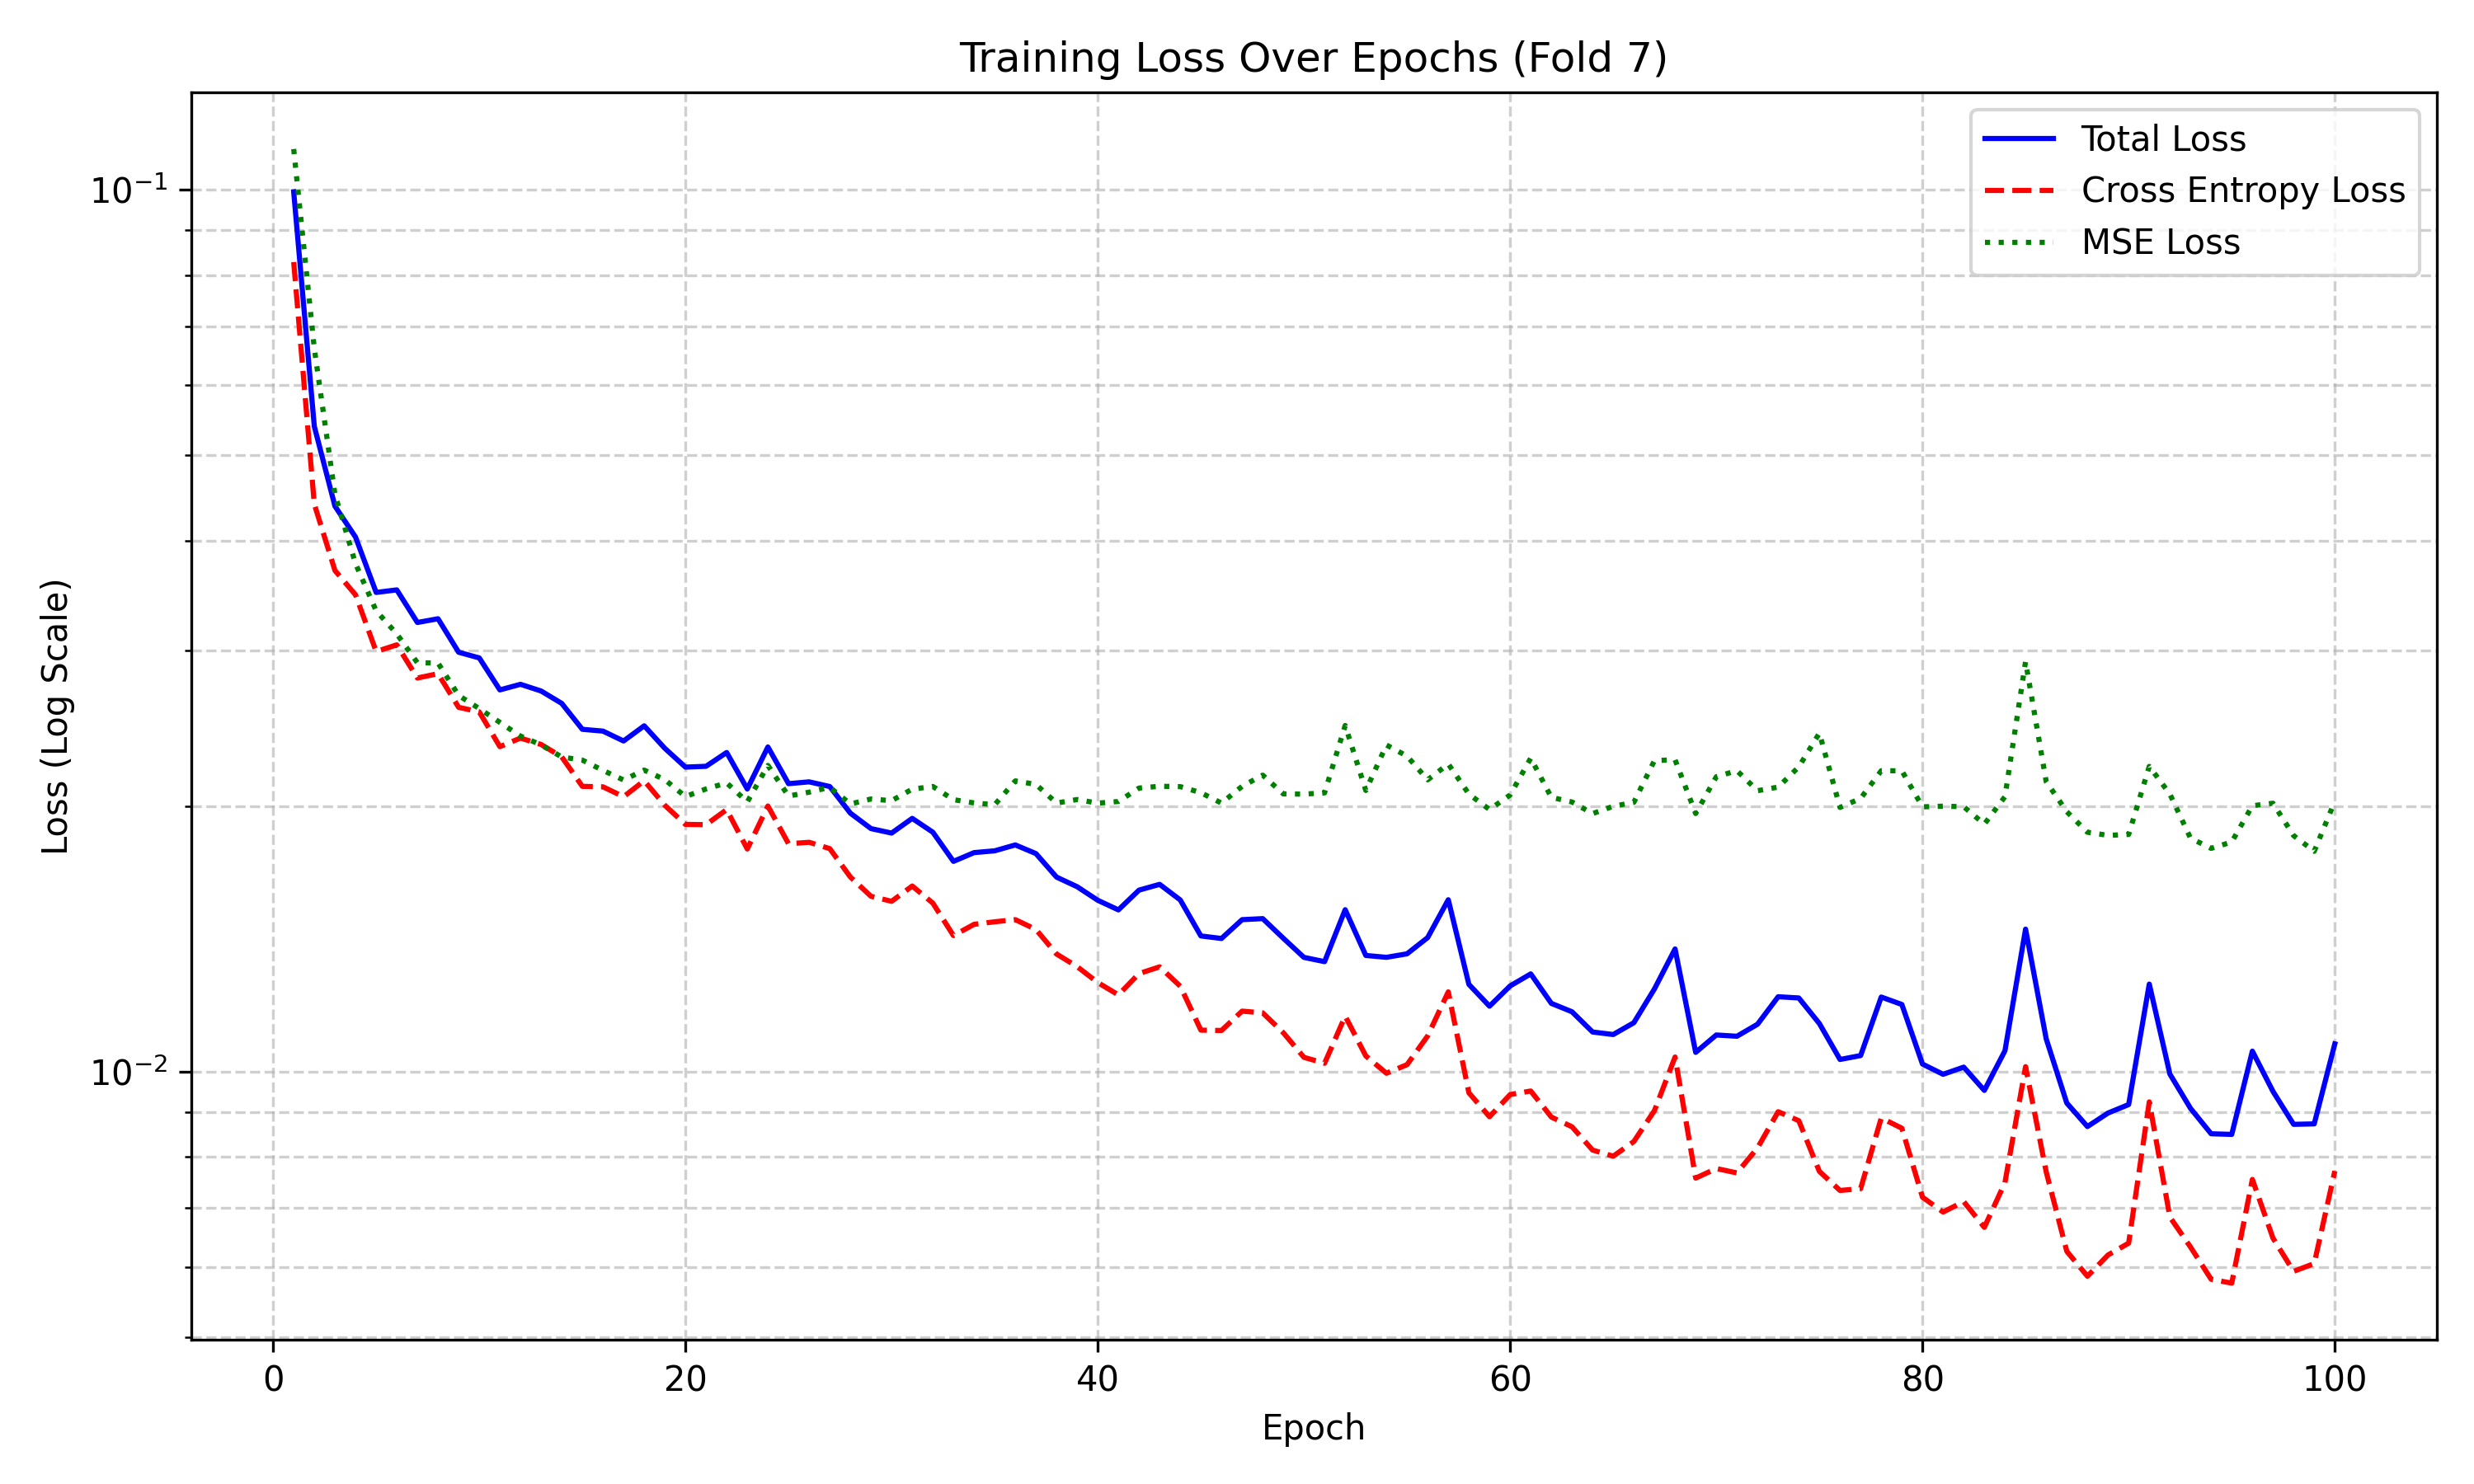 Training Loss Over Epochs (Fold 7)
Total Loss
Cross Entropy Loss
MSE Loss
Loss (Log Scale)
10⁻¹
10⁻²
0 20 40 60 80 100
Epoch